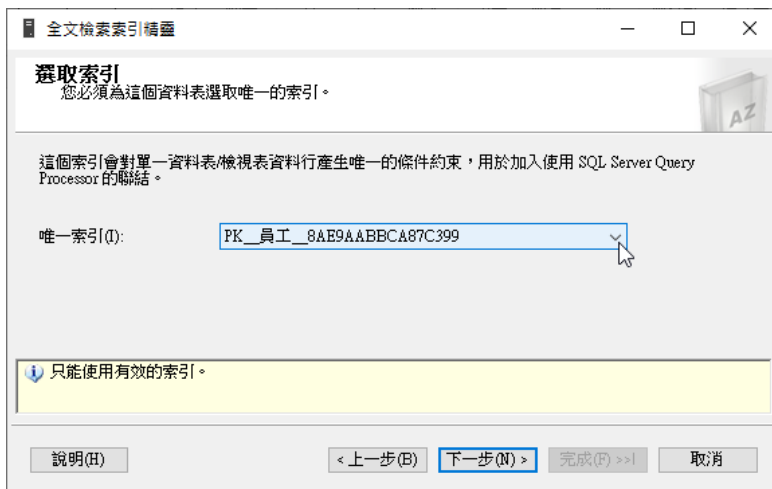 全文檢索索引精靈
選取索引
您必須為這個資料表選取唯一的索引。
AZ
這個索引會對單一資料表/檢視表資料行產生唯一的條件約束，用於加入使用 SQL Server Query
Processor 的聯結。
唯一索引(I):
PK__員工__8AE9AABBCA87C399
只能使用有效的索引。
說明(H)
< 上一步(B)
下一步(N) >
完成(F) >>|
取消